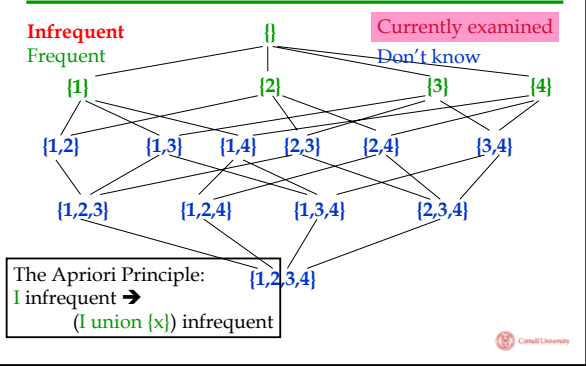 Infrequent
Frequent
Currently examined
Don't know
{}
{1} {2} {3} {4}
{1,2} {1,3} {1,4} {2,3} {2,4} {3,4}
{1,2,3} {1,2,4} {1,3,4} {2,3,4}
{1,2,3,4}
The Apriori Principle:
I infrequent ➔
(I union {x}) infrequent
Cornell University